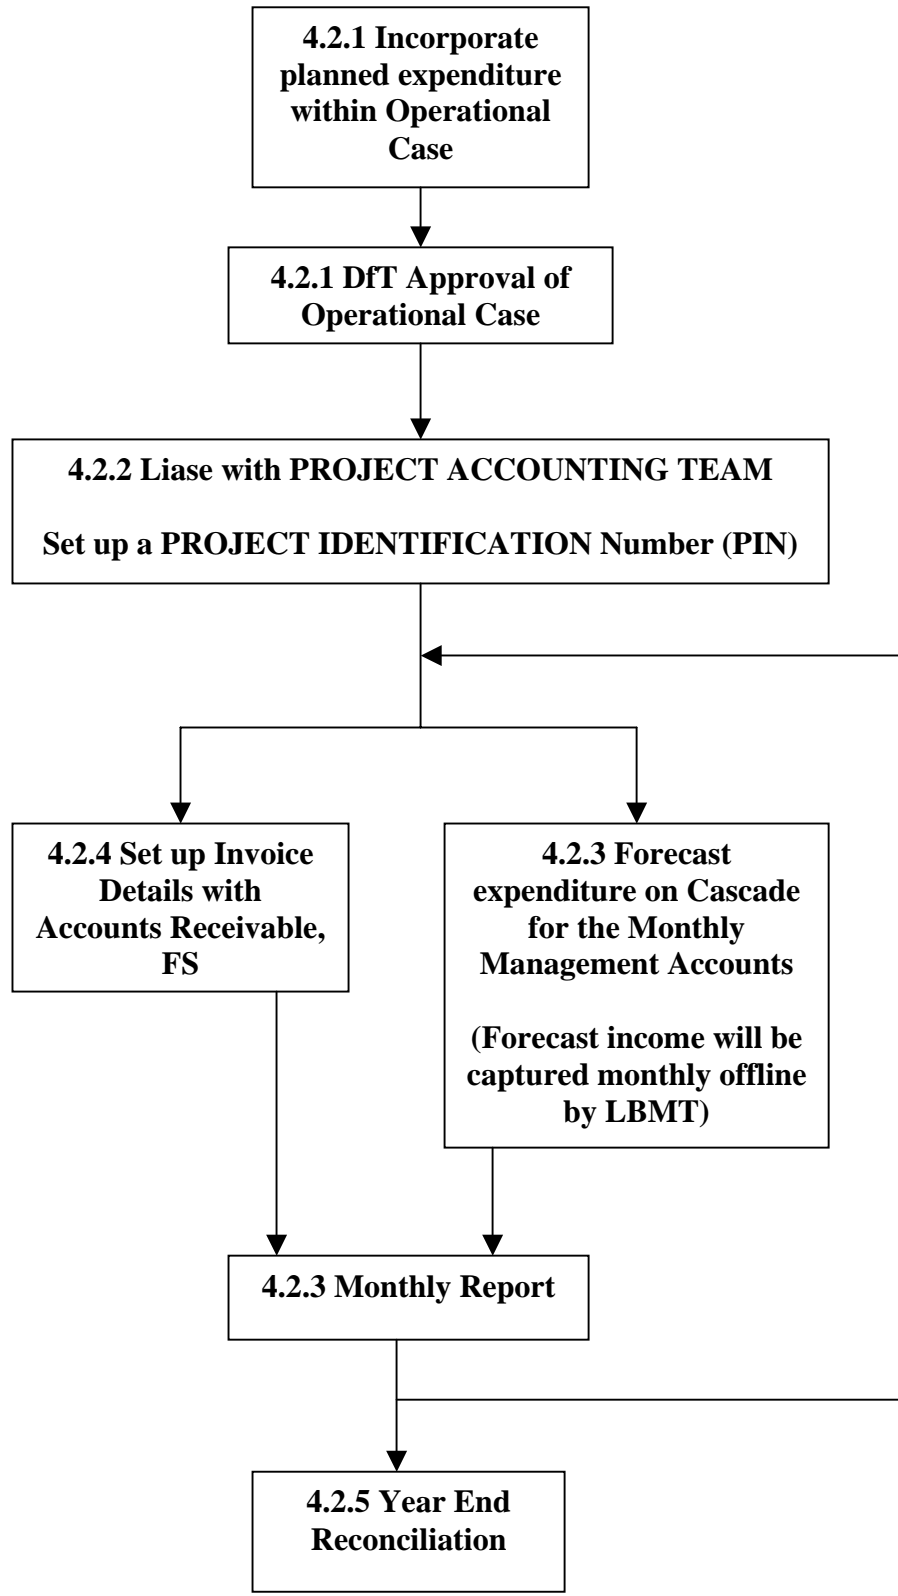 4.2.1 Incorporate
planned expenditure
within Operational
Case
4.2.1 DfT Approval of
Operational Case
4.2.2 Liase with PROJECT ACCOUNTING TEAM
Set up a PROJECT IDENTIFICATION Number (PIN)
4.2.4 Set up Invoice
Details with
Accounts Receivable,
FS
4.2.3 Forecast
expenditure on Cascade
for the Monthly
Management Accounts
(Forecast income will be
captured monthly offline
by LBMT)
4.2.3 Monthly Report
4.2.5 Year End
Reconciliation